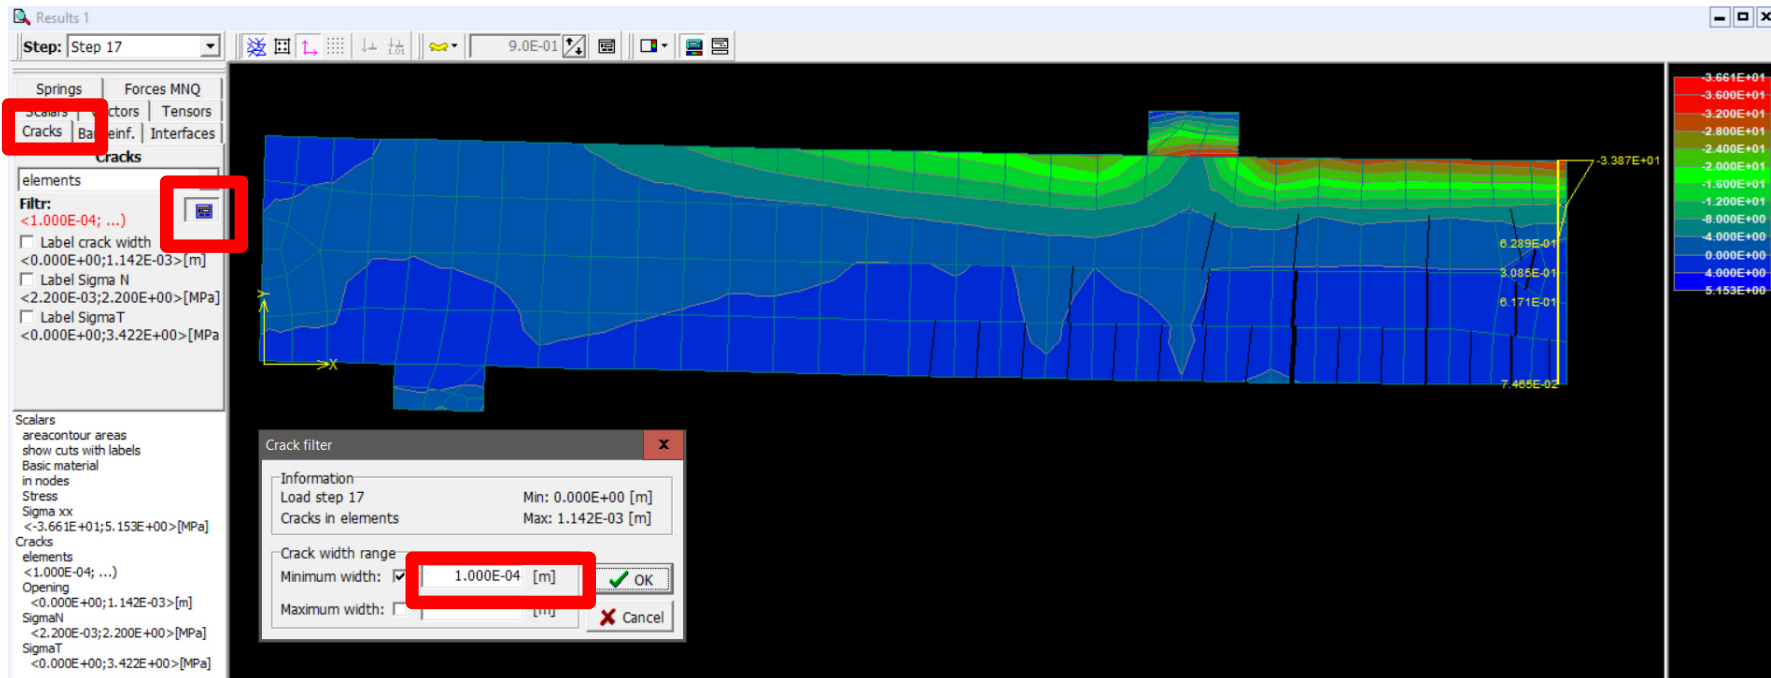 Results 1
Step: Step 17
9.0E-01
Springs Forces MNQ
Scalars Vectors Tensors
Cracks Bar reinf. Interfaces
Cracks
elements
Filtr:
<1.000E-04; ...)
Label crack width
<0.000E+00;1.142E-03>[m]
Label Sigma N
<2.200E-03;2.200E+00>[MPa]
Label SigmaT
<0.000E+00;3.422E+00>[MPa
Scalars
areacontour areas
show cuts with labels
Basic material
in nodes
Stress
Sigma xx
<-3.661E+01;5.153E+00>[MPa]
Cracks
elements
<1.000E-04; ...)
Opening
<0.000E+00;1.142E-03>[m]
SigmaN
<2.200E-03;2.200E+00>[MPa]
SigmaT
<0.000E+00;3.422E+00>[MPa]
Y
X
-3.387E+01
6.289E-01
3.085E-01
6.171E-01
7.465E-02
Crack filter
x
Information
Load step 17 Min: 0.000E+00 [m]
Cracks in elements Max: 1.142E-03 [m]
Crack width range
Minimum width: 1.000E-04 [m]
OK
Maximum width: [m]
Cancel
-3.661E+01
-3.600E+01
-3.200E+01
-2.800E+01
-2.400E+01
-2.000E+01
-1.600E+01
-1.200E+01
-8.000E+00
-4.000E+00
0.000E+00
4.000E+00
5.153E+00